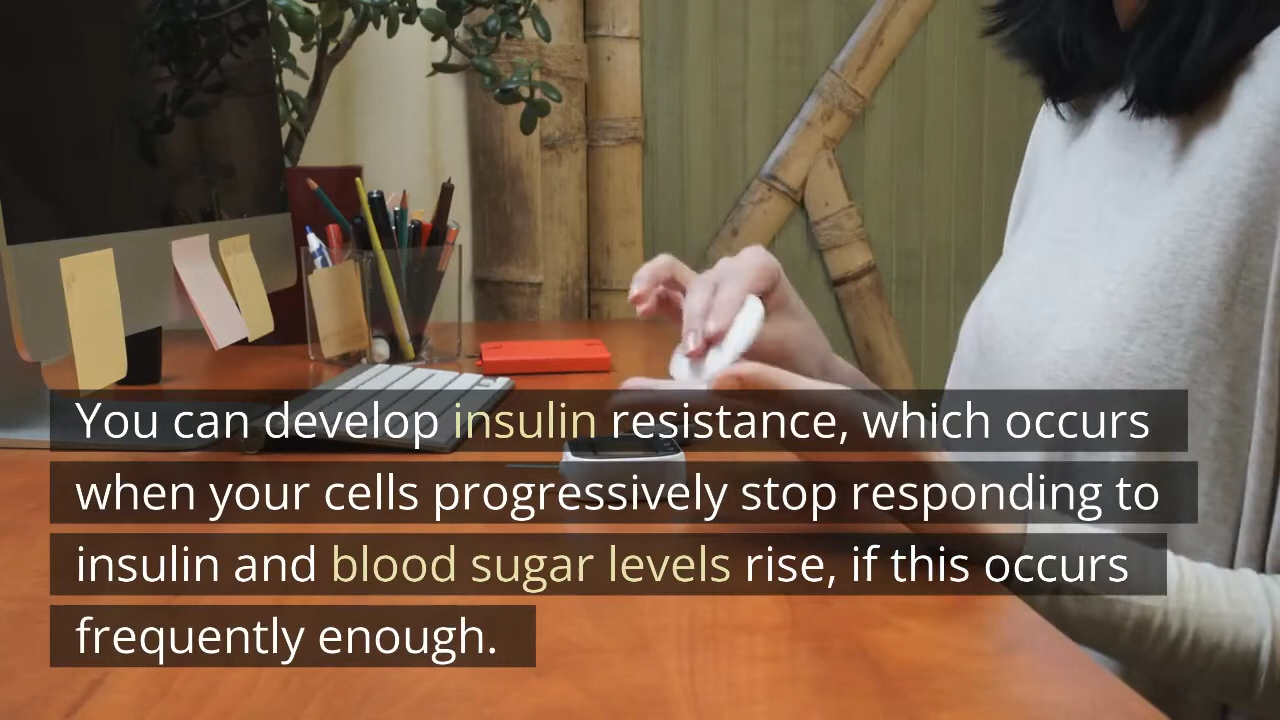 You can develop insulin resistance, which occurs
when your cells progressively stop responding to
insulin and blood sugar levels rise, if this occurs
frequently enough.